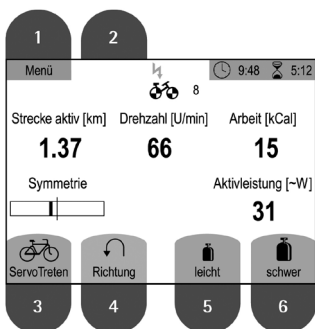 1 2
Menü 9:48 5:12
8
Strecke aktiv [km] Drehzahl [U/min] Arbeit [kCal]
1.37 66 15
Symmetrie Aktivleistung [~W]
31
ServoTreten Richtung leicht schwer
3 4 5 6